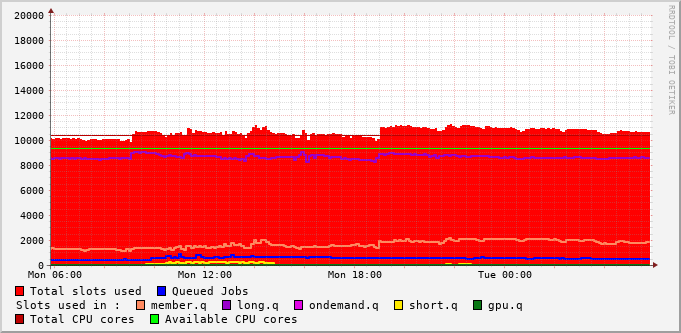 RRDTOOL / TOBI OETIKER
20000
18000
16000
14000
12000
10000
8000
6000
4000
2000
0
Mon 06:00 Mon 12:00 Mon 18:00 Tue 00:00
Total slots used Queued Jobs
Slots used in : member.q long.q ondemand.q short.q gpu.q
Total CPU cores Available CPU cores